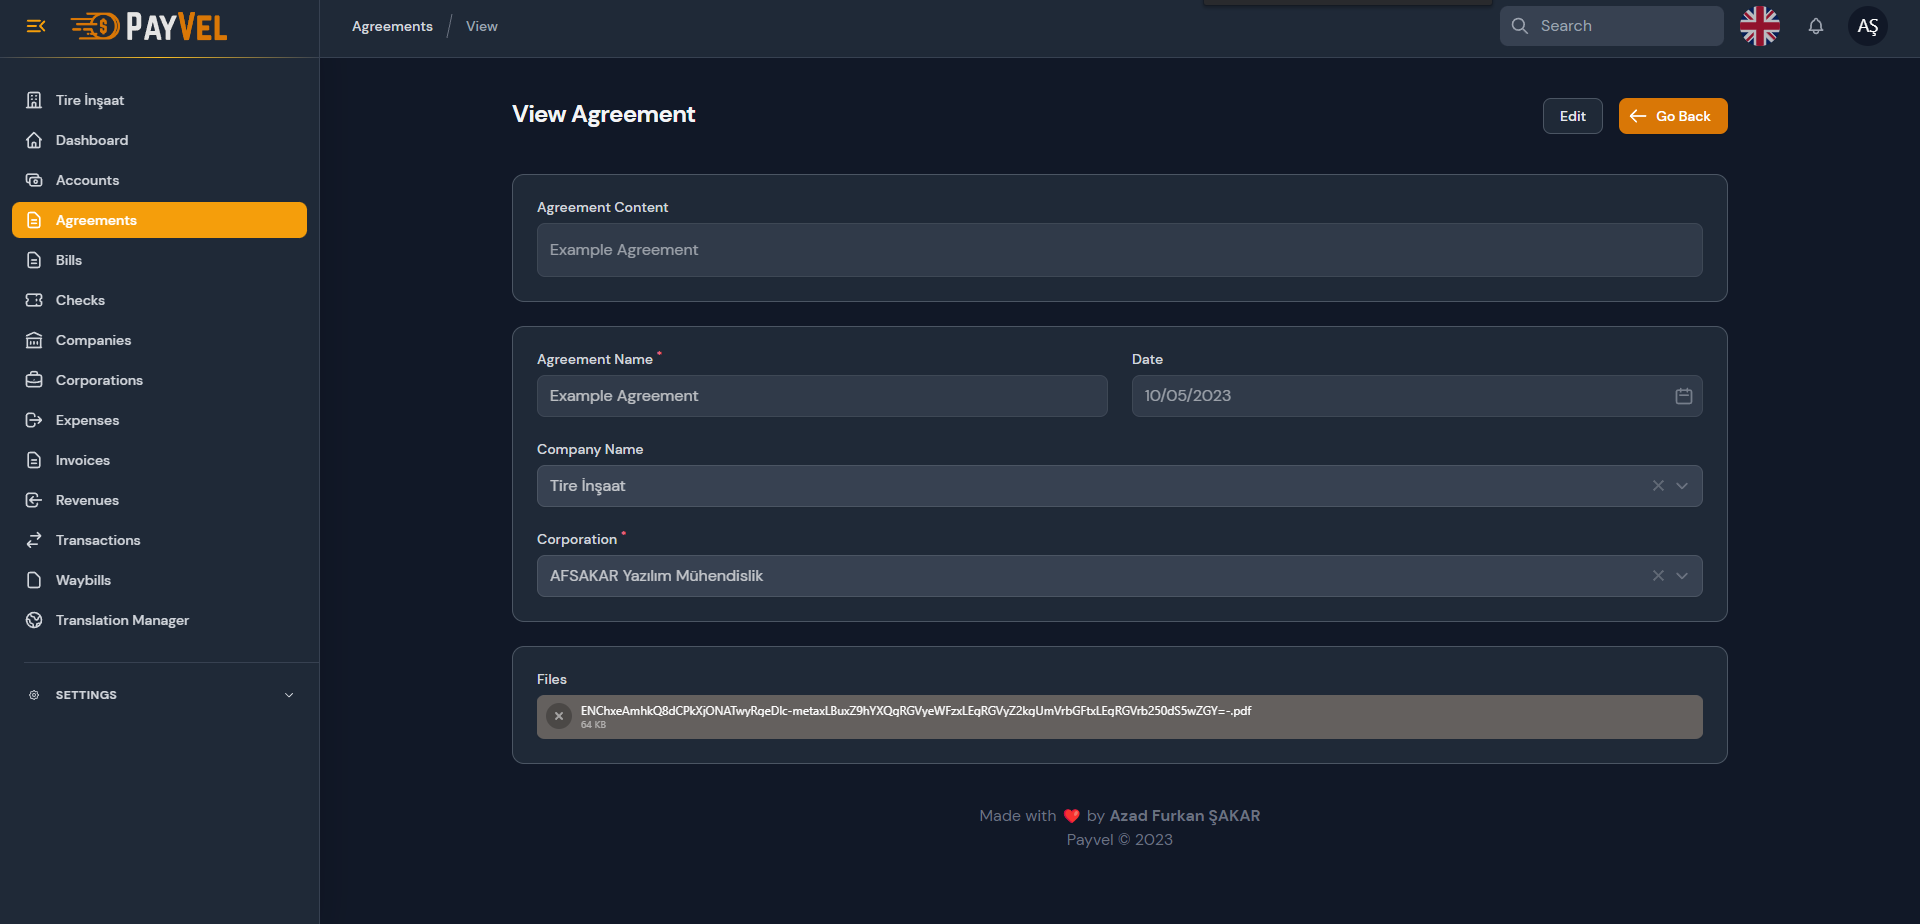 PAYVEL
Agreements / View
Search
AŞ
Tire İnşaat
Dashboard
Accounts
Agreements
Bills
Checks
Companies
Corporations
Expenses
Invoices
Revenues
Transactions
Waybills
Translation Manager
SETTINGS
View Agreement
Edit
Go Back
Agreement Content
Example Agreement
Agreement Name *
Example Agreement
Date
10/05/2023
Company Name
Tire İnşaat
Corporation *
AFSAKAR Yazılım Mühendislik
Files
ENChxeAmhkQ8dCPkXjONATwyRqeDlc-metaxLBuxZ9hYXQgRGVyeWFzxLEgRGVyZ2kgUmVrbGFtxLEgRGVrb250dS5wZGY=-.pdf
64 KB
Made with ❤️ by Azad Furkan ŞAKAR
Payvel © 2023